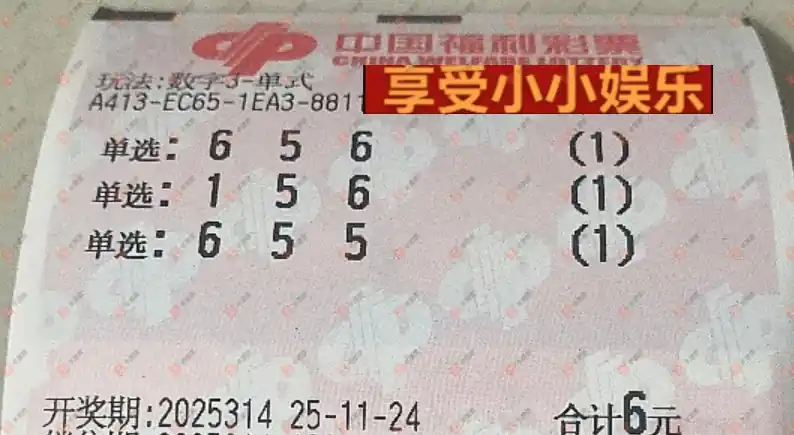 中国福利彩票
CHINA WELFARE LOTTERY
玩法:数字3-单式
A413-EC65-1EA3-8811
享受小小娱乐
单选: 6 5 6 (1)
单选: 1 5 6 (1)
单选: 6 5 5 (1)
开奖期:2025314 25-11-24 合计6元